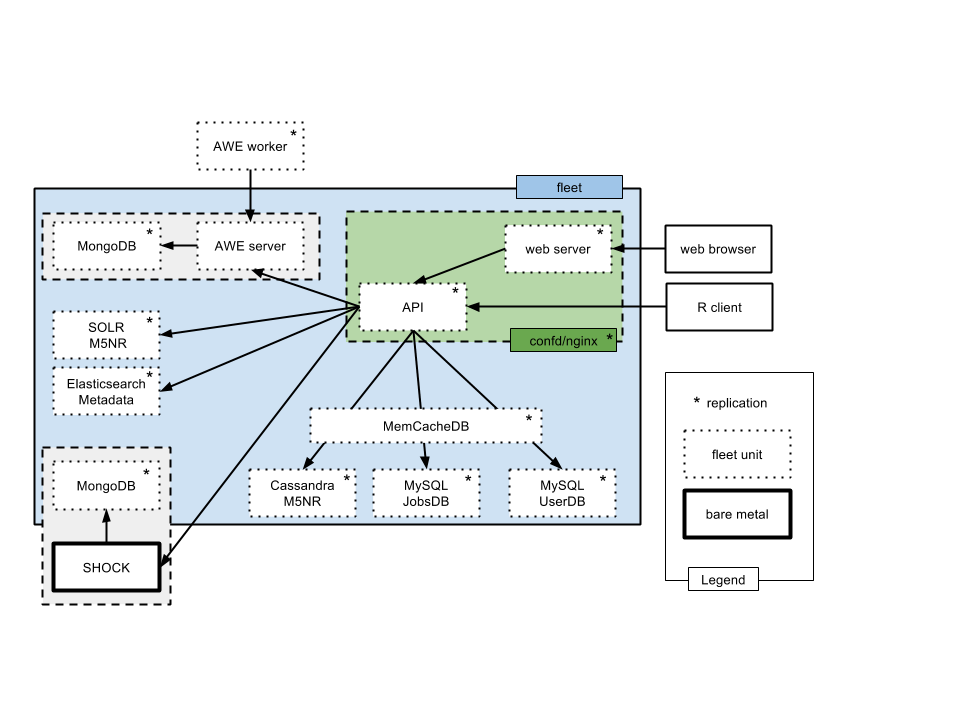 AWE worker *
fleet
MongoDB *
AWE server
web server *
web browser
API *
R client
SOLR *
M5NR
confd/nginx *
Elasticsearch *
Metadata
* replication
MemCacheDB *
fleet unit
MongoDB *
Cassandra *
M5NR
MySQL *
JobsDB
MySQL *
UserDB
bare metal
SHOCK
Legend